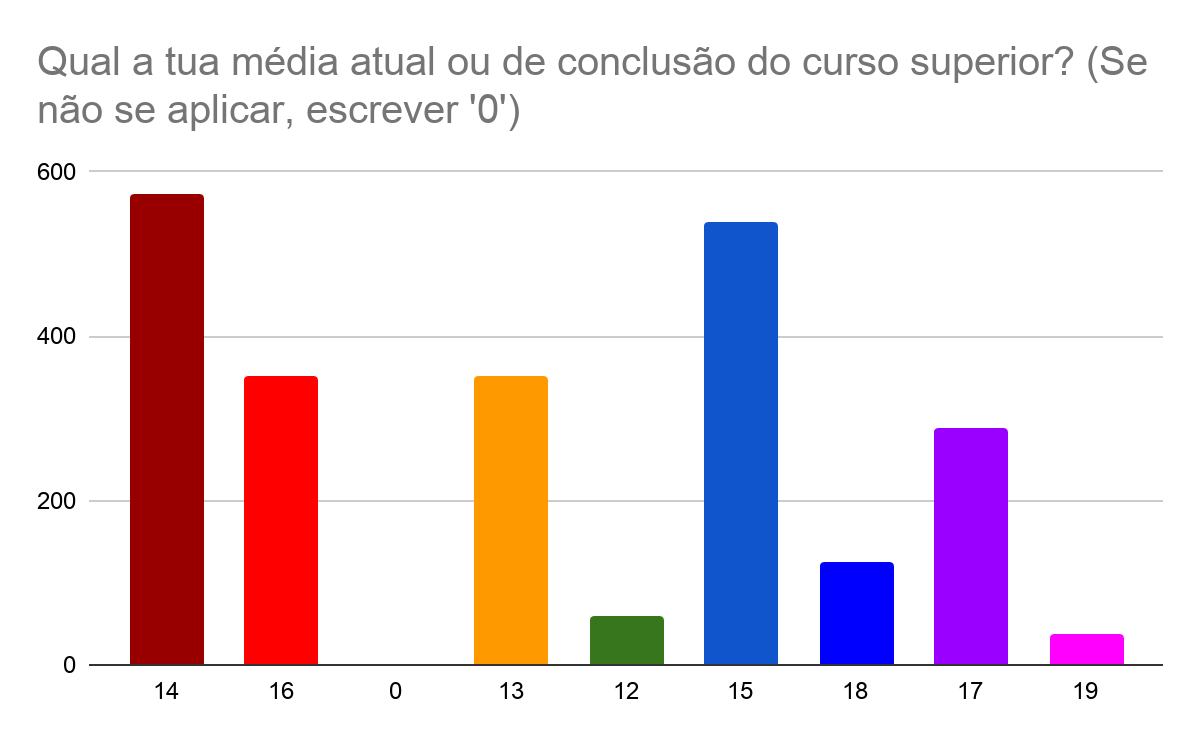 Qual a tua média atual ou de conclusão do curso superior? (Se
não se aplicar, escrever '0')
600
400
200
0
14 16 0 13 12 15 18 17 19